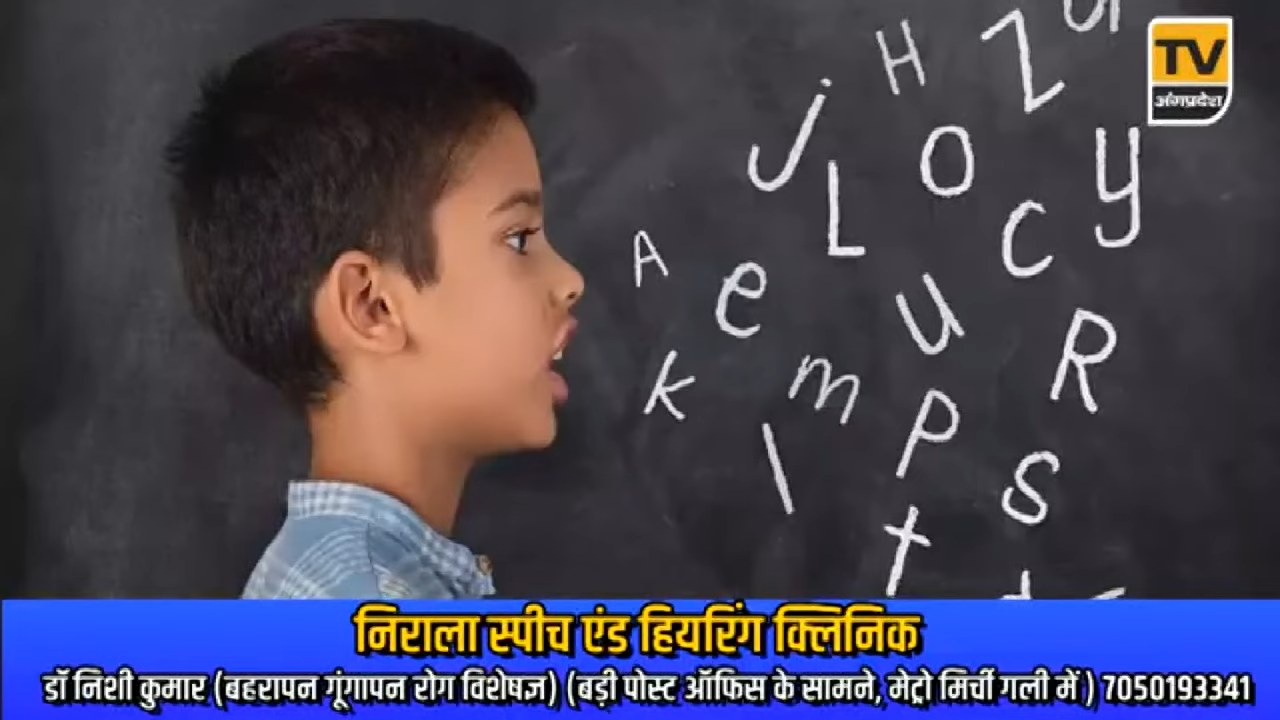 H Z
TV
अंगप्रदेश
J O y
L C
A e u
R
K m P
l S
t
निराला स्पीच एंड हियरिंग क्लिनिक
डॉ निशी कुमार (बहरापन गूंगापन रोग विशेषज्ञ) (बड़ी पोस्ट ऑफिस के सामने, मेट्रो मिर्ची गली में ) 7050193341